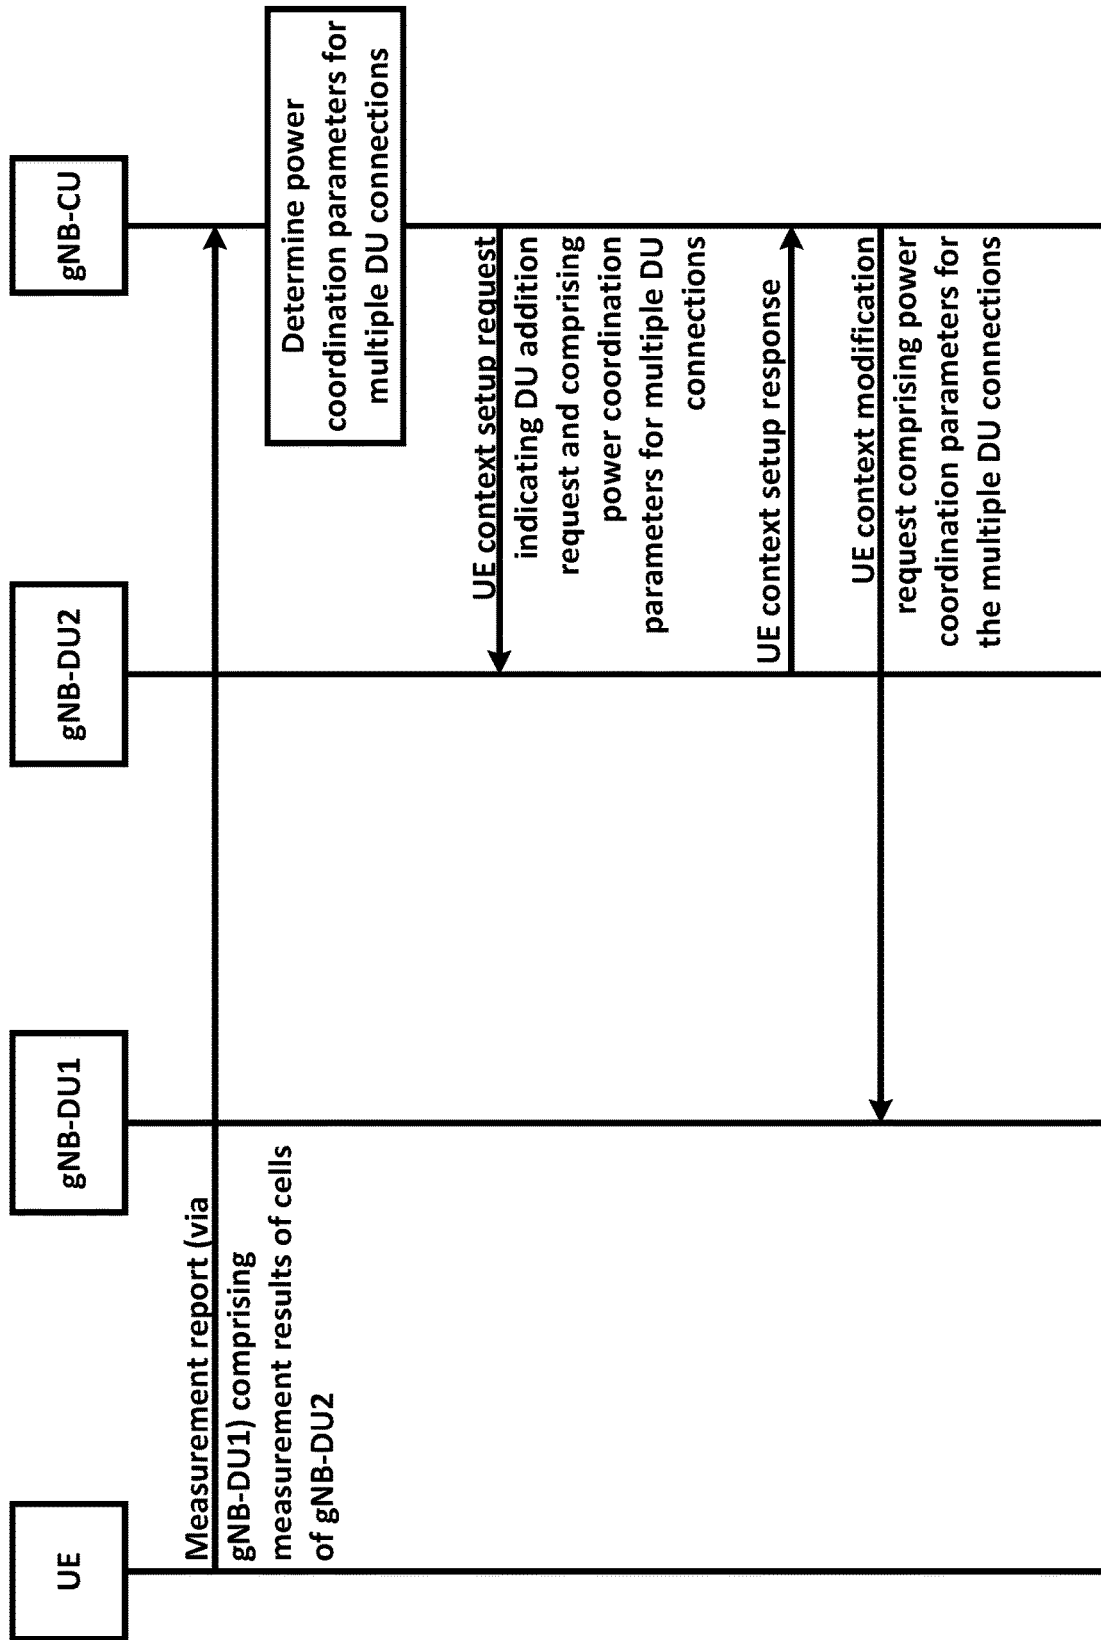 UE
gNB-DU1
gNB-DU2
gNB-CU
Measurement report (via
gNB-DU1) comprising
measurement results of cells
of gNB-DU2
Determine power
coordination parameters for
multiple DU connections
UE context setup request
indicating DU addition
request and comprising
power coordination
parameters for multiple DU
connections
UE context setup response
UE context modification
request comprising power
coordination parameters for
the multiple DU connections